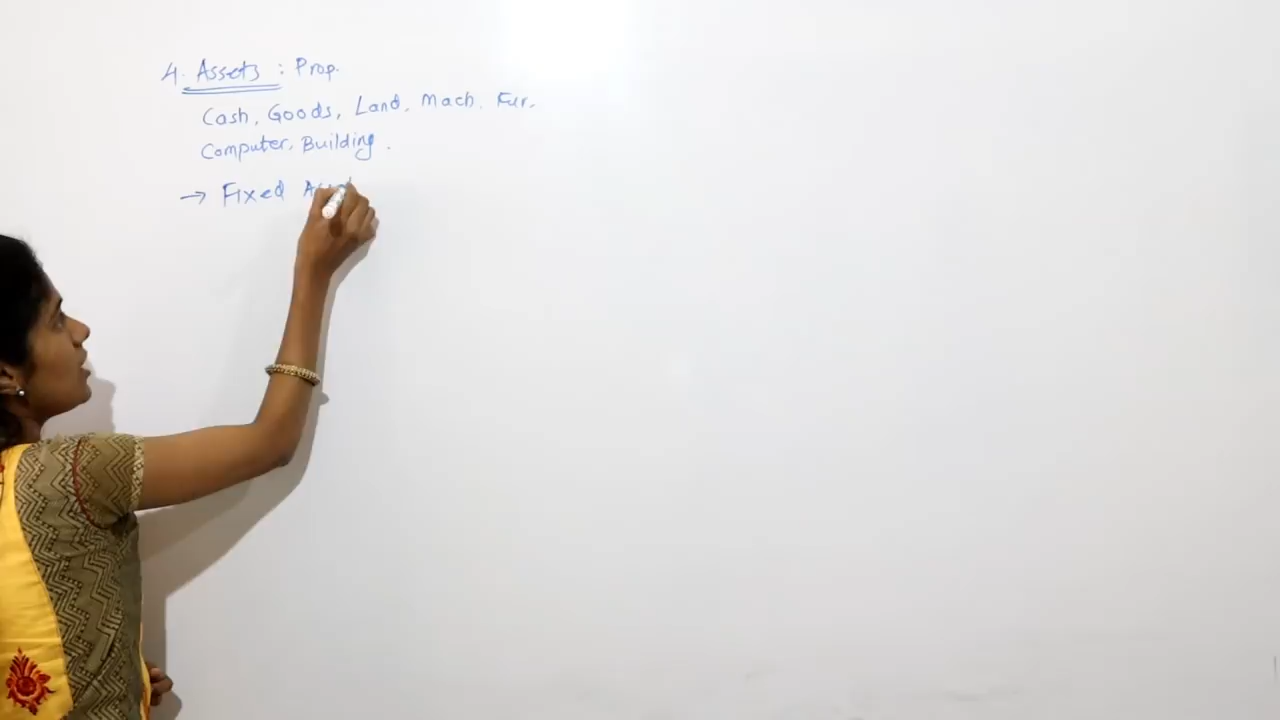 4. Assets : Prop.
Cash, Goods, Land, Mach. Fur.
Computer, Building.
→ Fixed